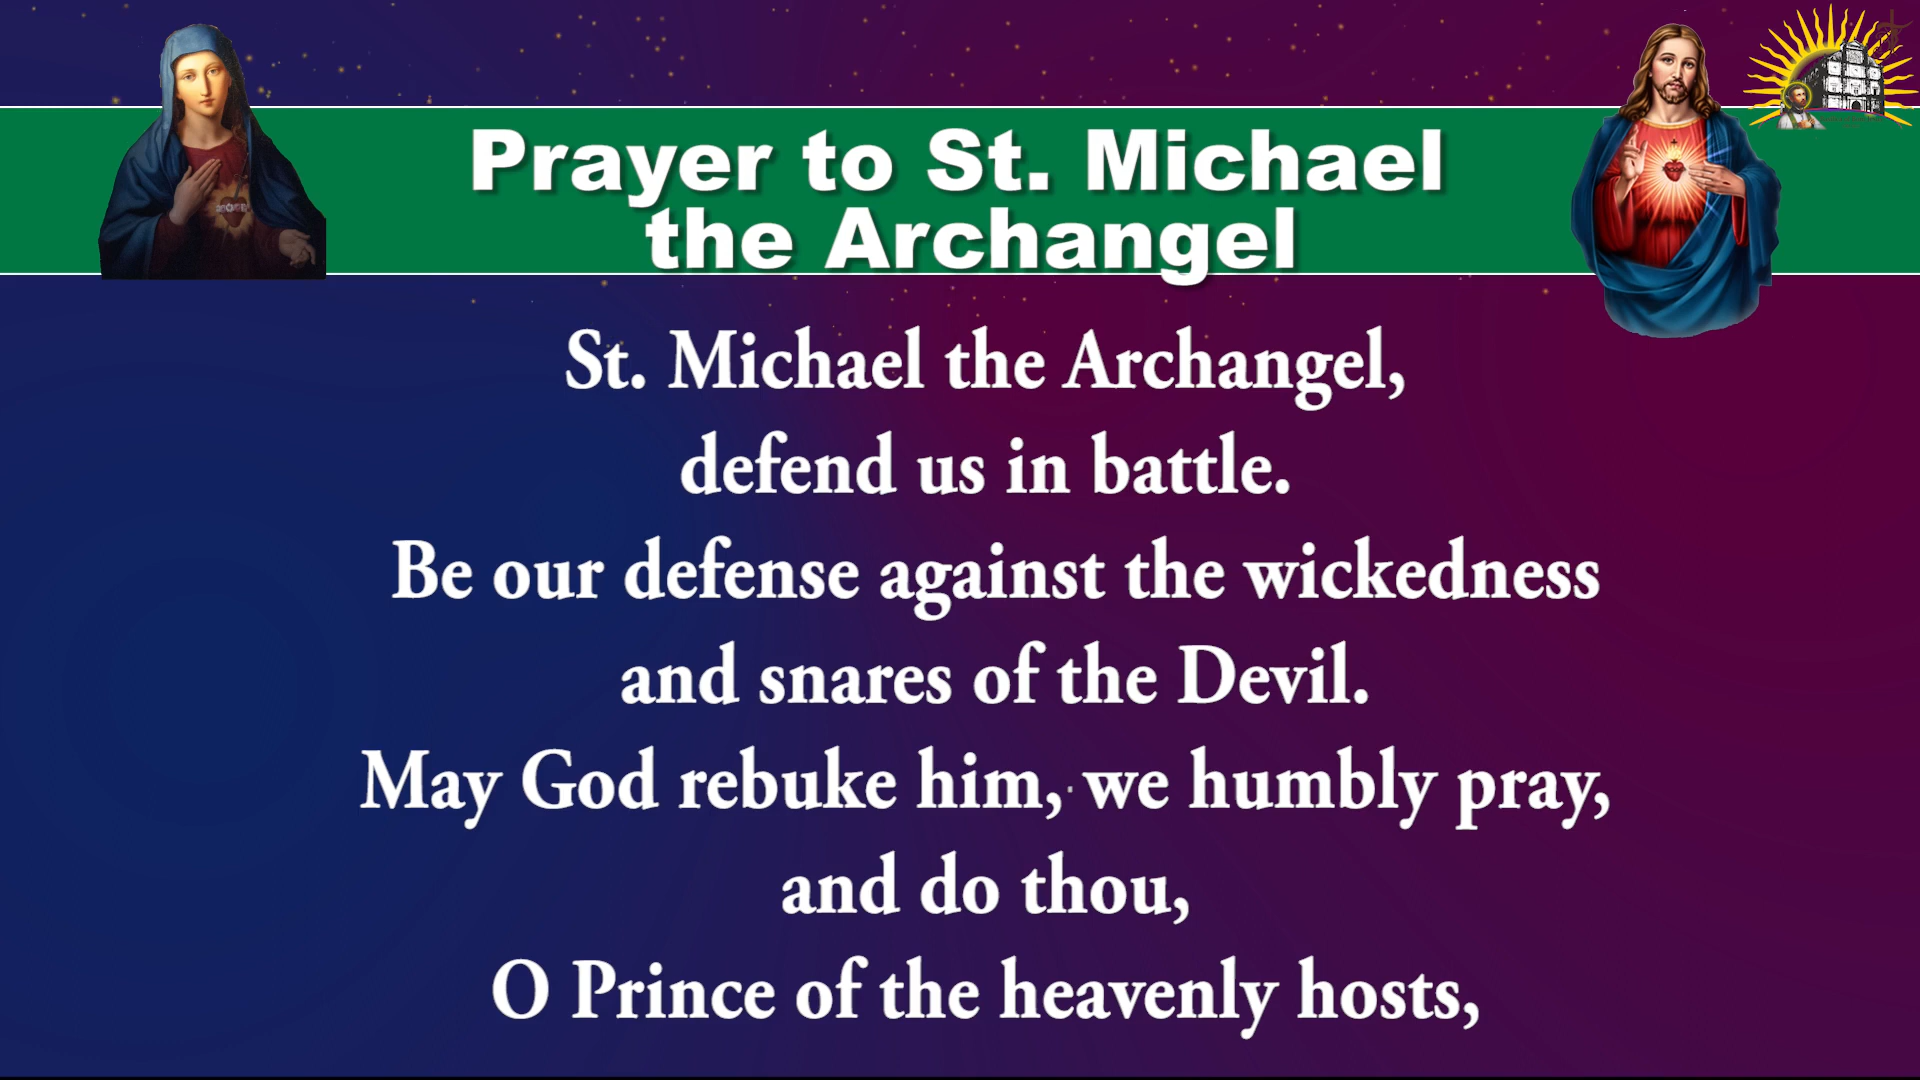 Prayer to St. Michael
the Archangel
St. Michael the Archangel,
defend us in battle.
Be our defense against the wickedness
and snares of the Devil.
May God rebuke him, we humbly pray,
and do thou,
O Prince of the heavenly hosts,